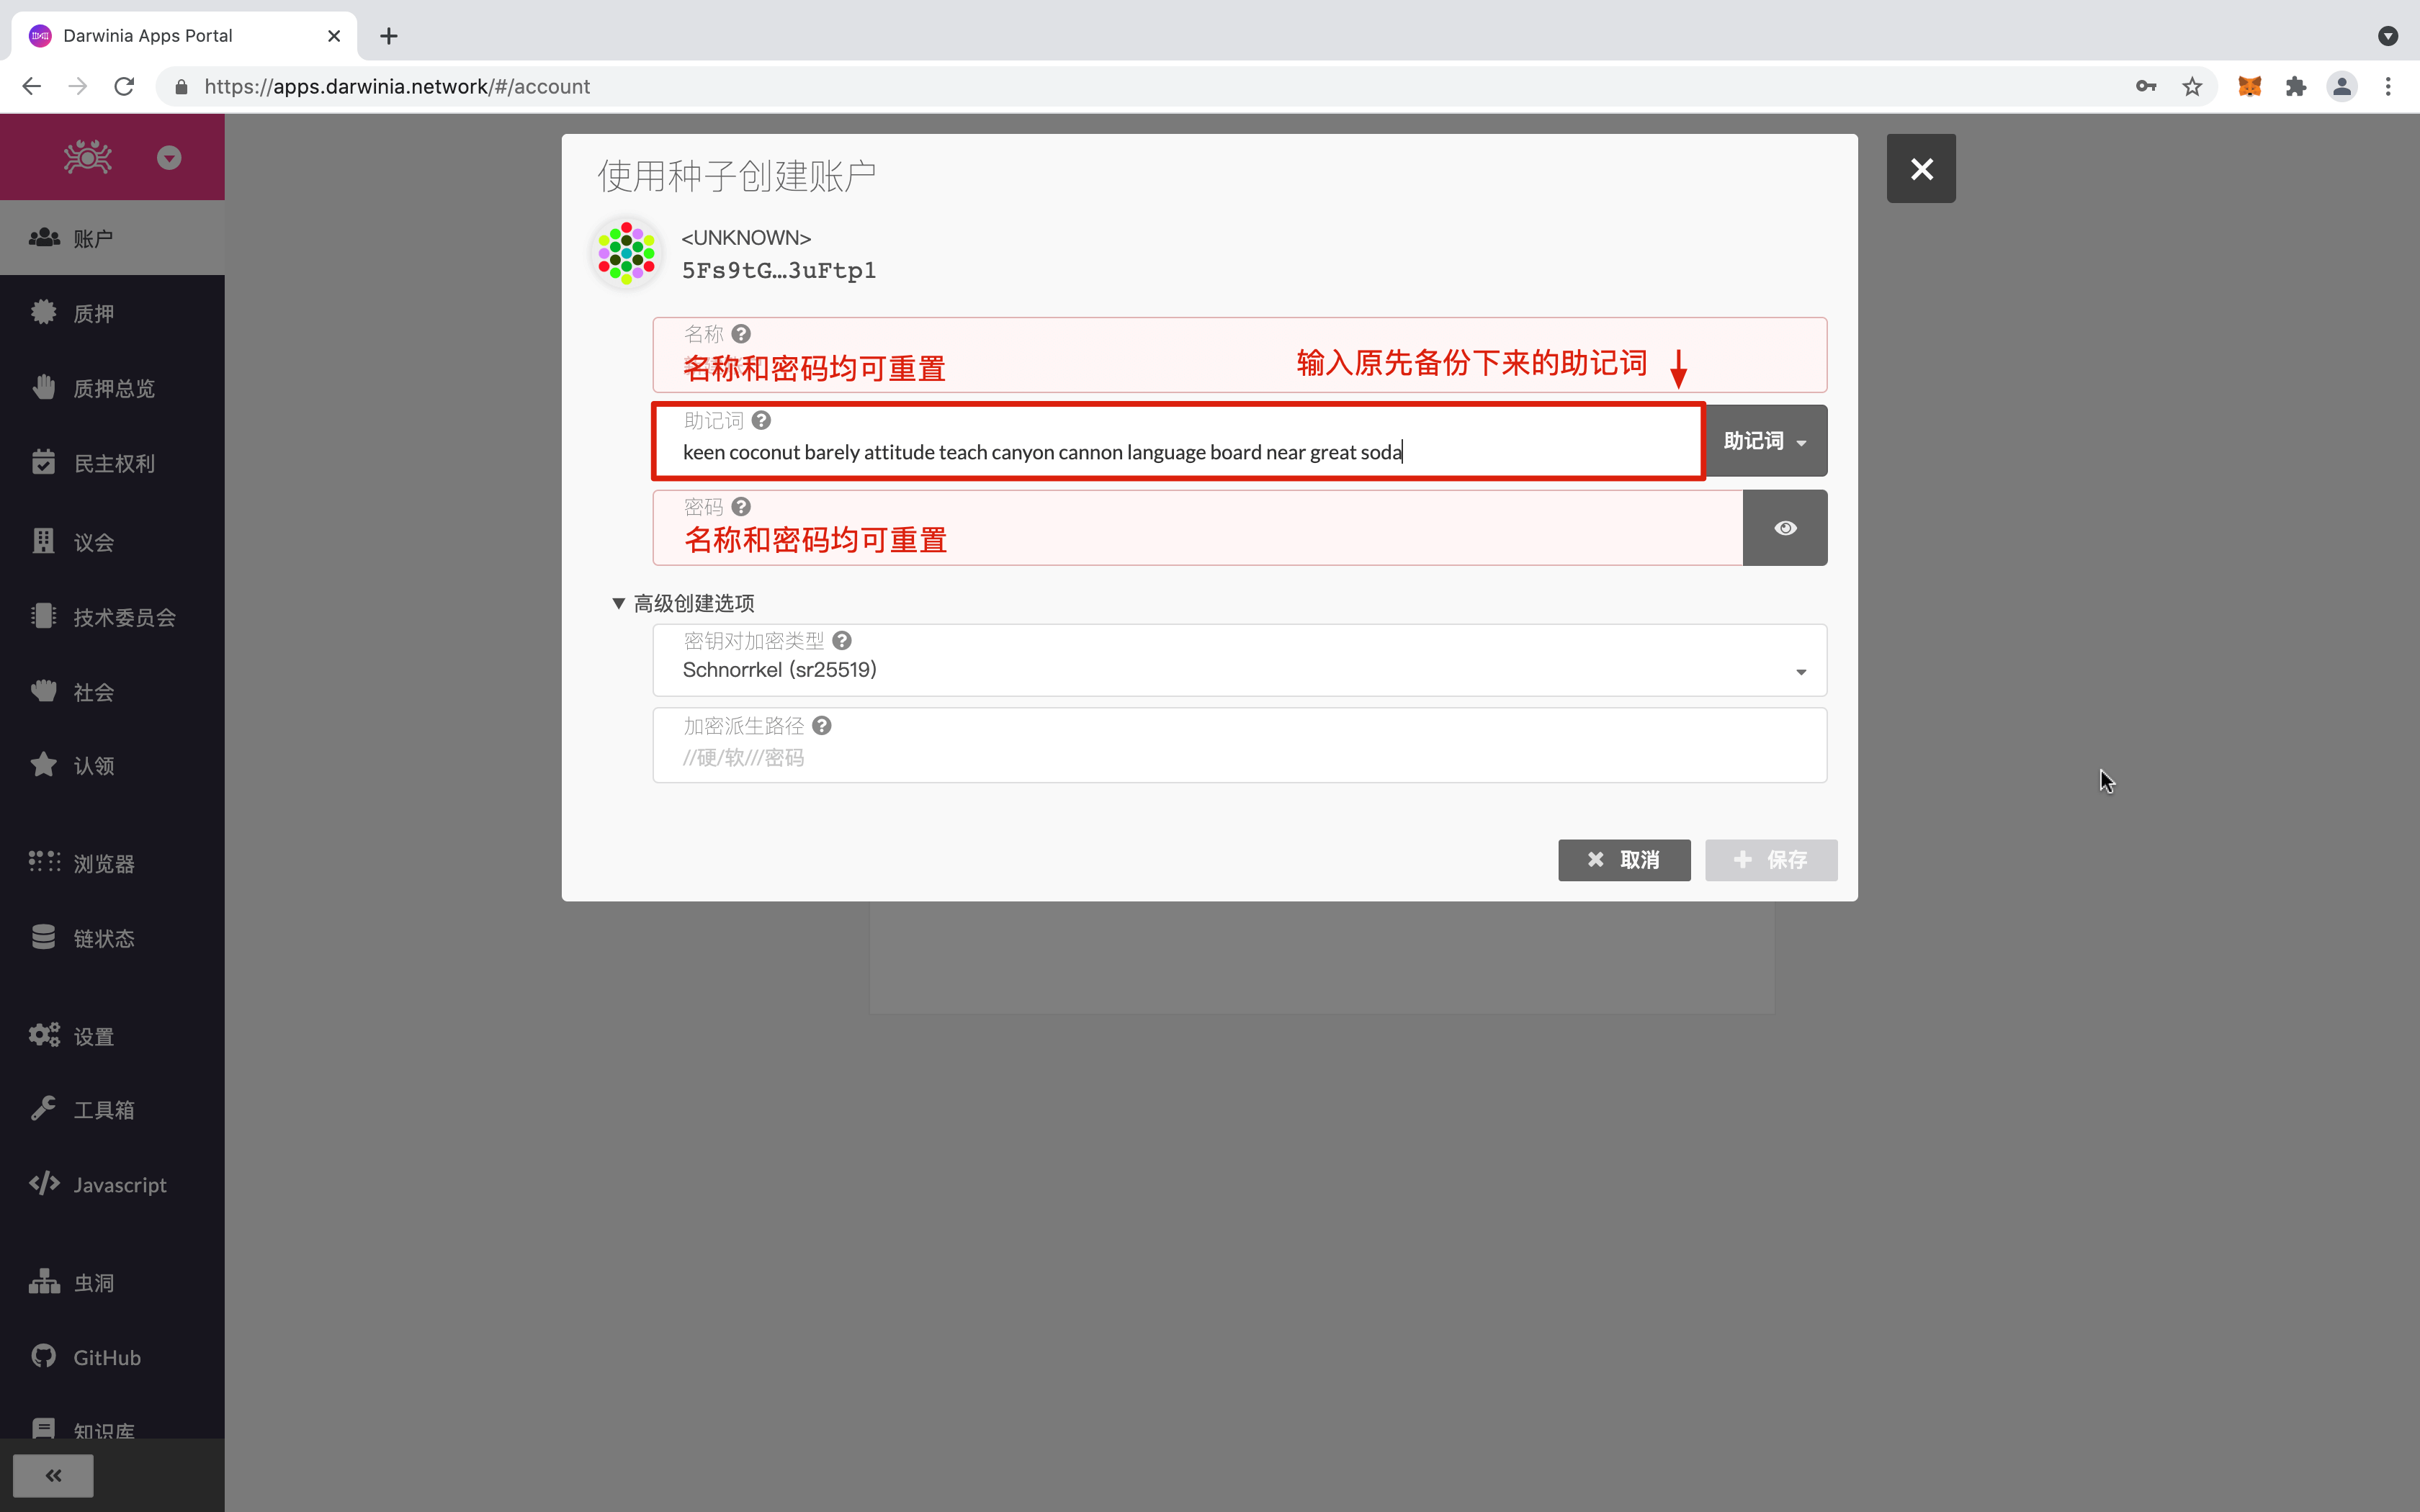 Darwinia Apps Portal
https://apps.darwinia.network/#/account
账户
质押
质押总览
民主权利
议会
技术委员会
社会
认领
浏览器
链状态
设置
工具箱
Javascript
虫洞
GitHub
知识库
使用种子创建账户
<UNKNOWN>
5Fs9tG…3uFtp1
名称
名称和密码均可重置
输入原先备份下来的助记词
助记词
keen coconut barely attitude teach canyon cannon language board near great soda
助记词
密码
名称和密码均可重置
高级创建选项
密钥对加密类型
Schnorrkel (sr25519)
加密派生路径
//硬/软///密码
取消
保存